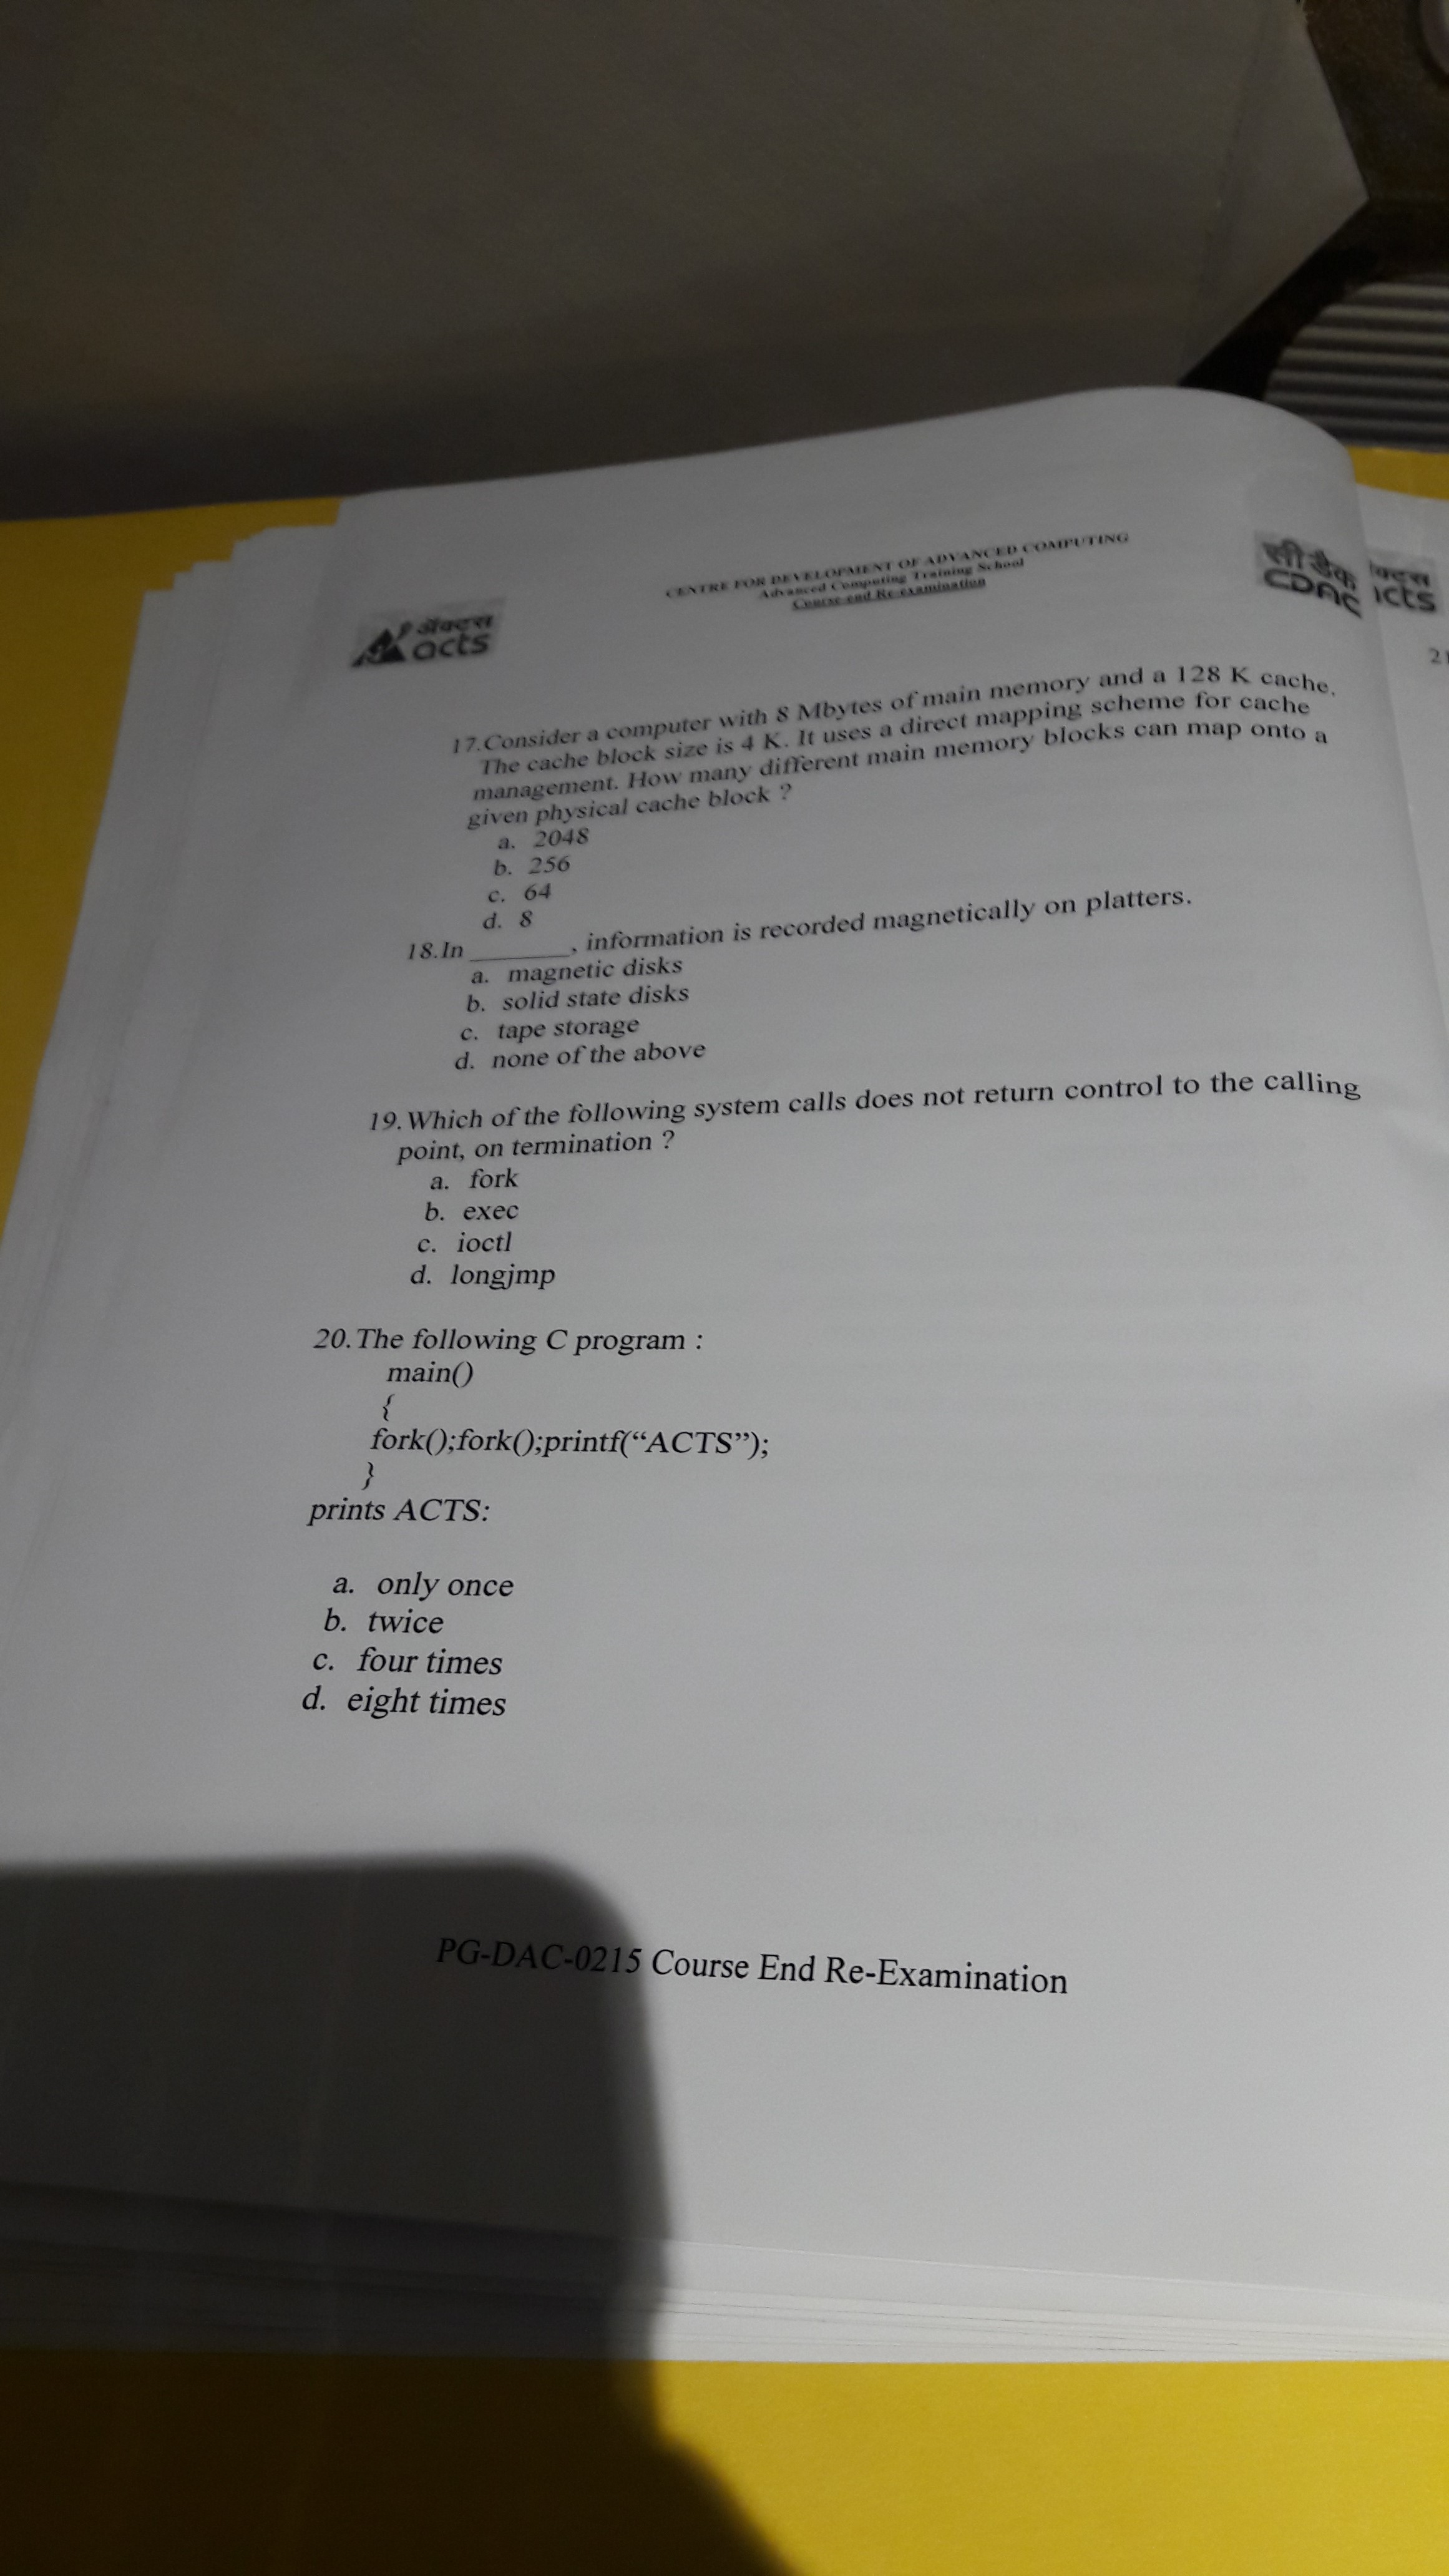 ॲक्टस
acts
CENTRE FOR DEVELOPMENT OF ADVANCED COMPUTING
Advanced Computing Training School
Course end Re-examination
सी डैक
CDAC
क्टस
icts
21
17.Consider a computer with 8 Mbytes of main memory and a 128 K cache.
The cache block size is 4 K. It uses a direct mapping scheme for cache
management. How many different main memory blocks can map onto a
given physical cache block ?
a. 2048
b. 256
c. 64
d. 8
18.In ________, information is recorded magnetically on platters.
a. magnetic disks
b. solid state disks
c. tape storage
d. none of the above
19.Which of the following system calls does not return control to the calling
point, on termination ?
a. fork
b. exec
c. ioctl
d. longjmp
20.The following C program :
main()
{
fork();fork();printf(“ACTS”);
}
prints ACTS:
a. only once
b. twice
c. four times
d. eight times
PG-DAC-0215 Course End Re-Examination